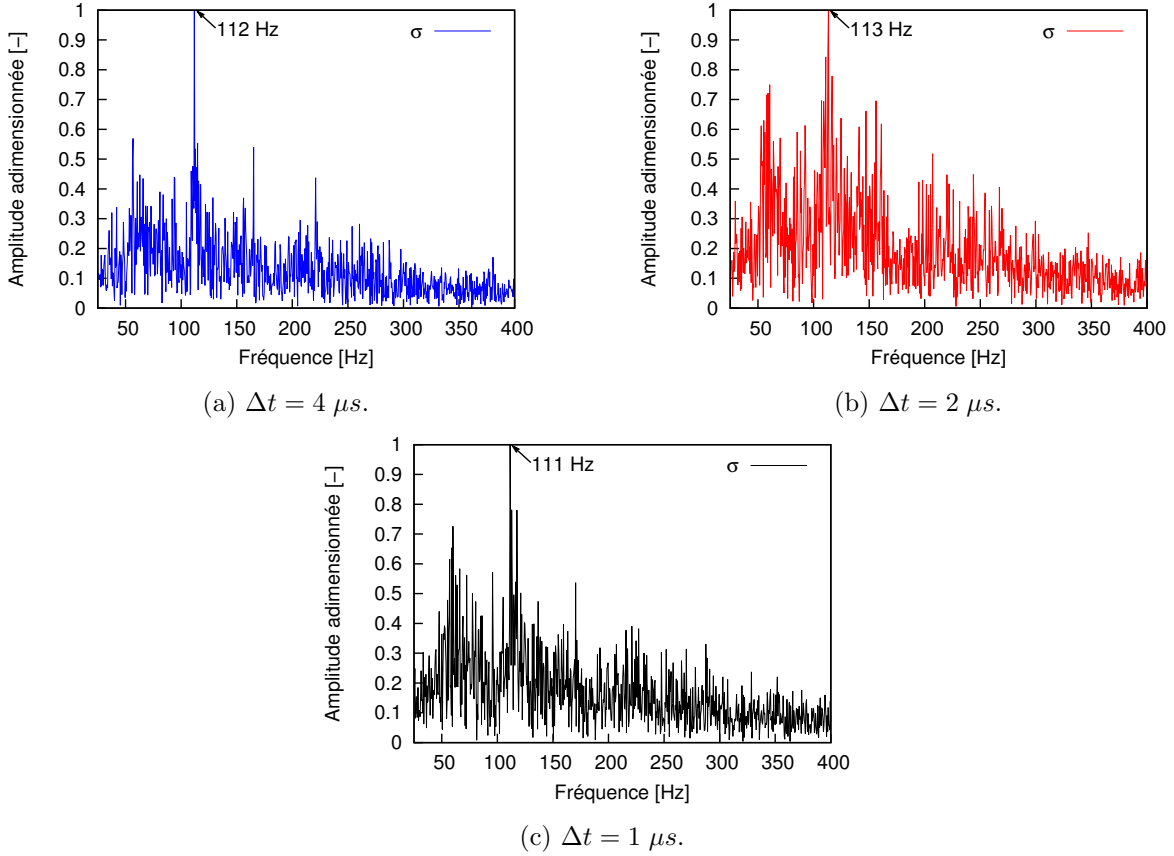 1
0.9
0.8
0.7
0.6
0.5
0.4
0.3
0.2
0.1
0
Amplitude adimensionnée [−]
112 Hz
σ
50 100 150 200 250 300 350 400
Fréquence [Hz]
(a) Δt = 4 μs.
1
0.9
0.8
0.7
0.6
0.5
0.4
0.3
0.2
0.1
0
Amplitude adimensionnée [−]
113 Hz
σ
50 100 150 200 250 300 350 400
Fréquence [Hz]
(b) Δt = 2 μs.
1
0.9
0.8
0.7
0.6
0.5
0.4
0.3
0.2
0.1
0
Amplitude adimensionnée [−]
111 Hz
σ
50 100 150 200 250 300 350 400
Fréquence [Hz]
(c) Δt = 1 μs.